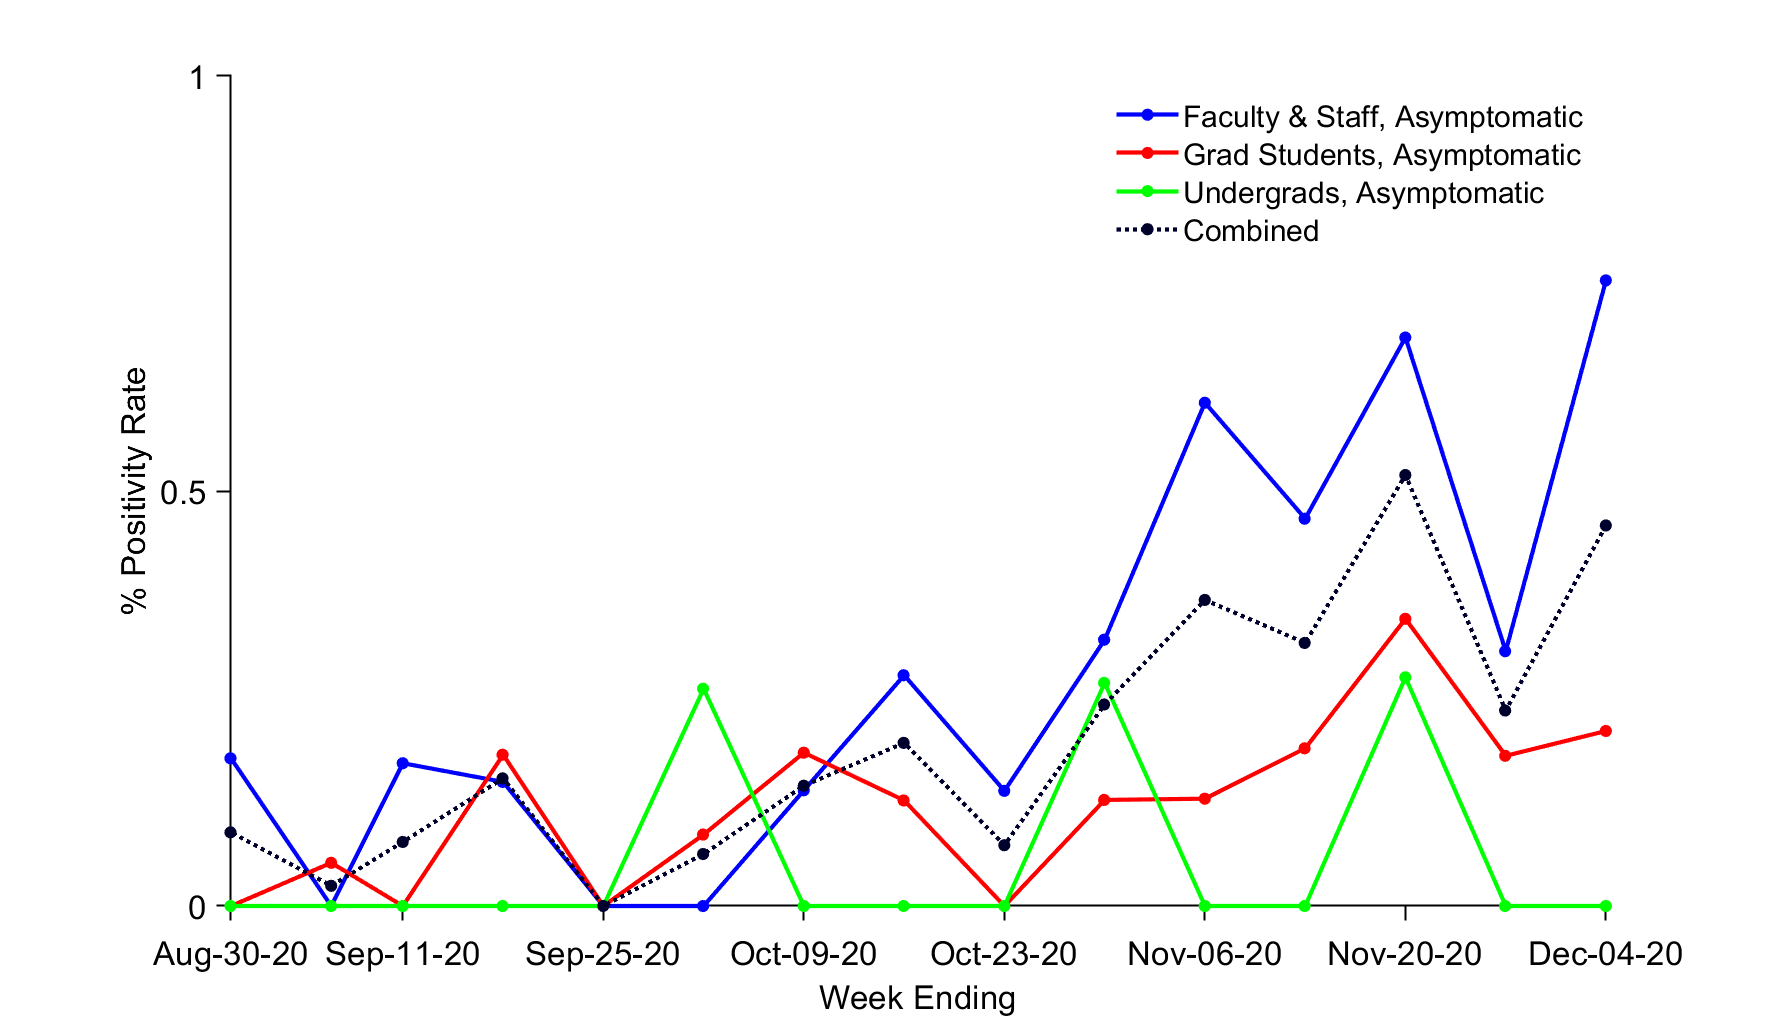 1
Faculty & Staff, Asymptomatic
Grad Students, Asymptomatic
Undergrads, Asymptomatic
Combined
% Positivity Rate
0.5
0
Aug-30-20 Sep-11-20 Sep-25-20 Oct-09-20 Oct-23-20 Nov-06-20 Nov-20-20 Dec-04-20
Week Ending